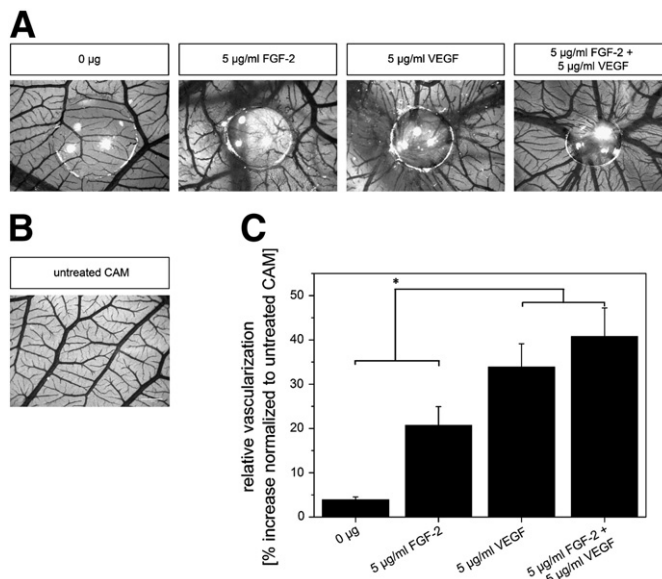 A
0 µg
5 µg/ml FGF-2
5 µg/ml VEGF
5 µg/ml FGF-2 +
5 µg/ml VEGF
B
untreated CAM
C
relative vascularization
[% increase normalized to untreated CAM]
50
40
30
20
10
0
*
0 µg
5 µg/ml FGF-2
5 µg/ml VEGF
5 µg/ml FGF-2 +
5 µg/ml VEGF